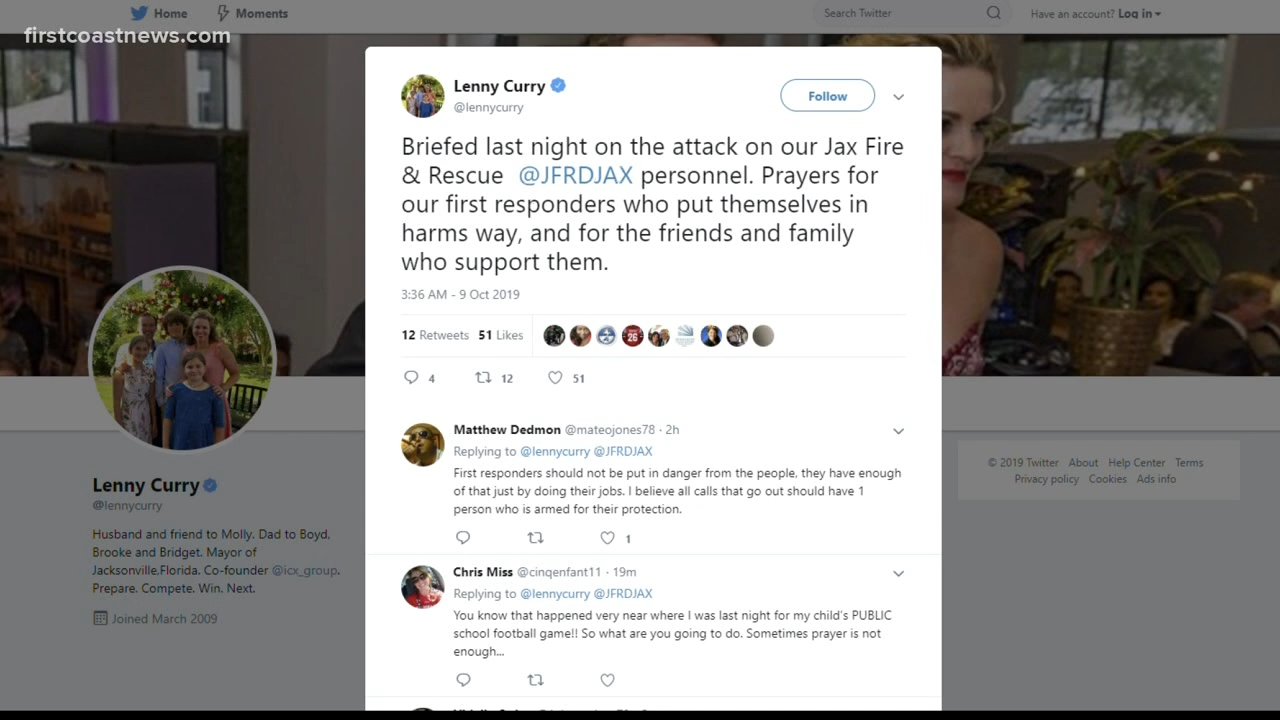 Home
Moments
Search Twitter
Have an account? Log in
firstcoastnews.com
Lenny Curry
@lennycurry
Follow
Briefed last night on the attack on our Jax Fire
& Rescue @JFRDJAX personnel. Prayers for
our first responders who put themselves in
harms way, and for the friends and family
who support them.
3:36 AM - 9 Oct 2019
12 Retweets 51 Likes
26
4 12 51
Matthew Dedmon @mateojones78 · 2h
Replying to @lennycurry @JFRDJAX
First responders should not be put in danger from the people, they have enough
of that just by doing their jobs. I believe all calls that go out should have 1
person who is armed for their protection.
1
Chris Miss @cinqenfant11 · 19m
Replying to @lennycurry @JFRDJAX
You know that happened very near where I was last night for my child's PUBLIC
school football game!! So what are you going to do. Sometimes prayer is not
enough...
Lenny Curry
@lennycurry
Husband and friend to Molly. Dad to Boyd,
Brooke and Bridget. Mayor of
Jacksonville,Florida. Co-founder @icx_group.
Prepare. Compete. Win. Next.
Joined March 2009
© 2019 Twitter About Help Center Terms
Privacy policy Cookies Ads info